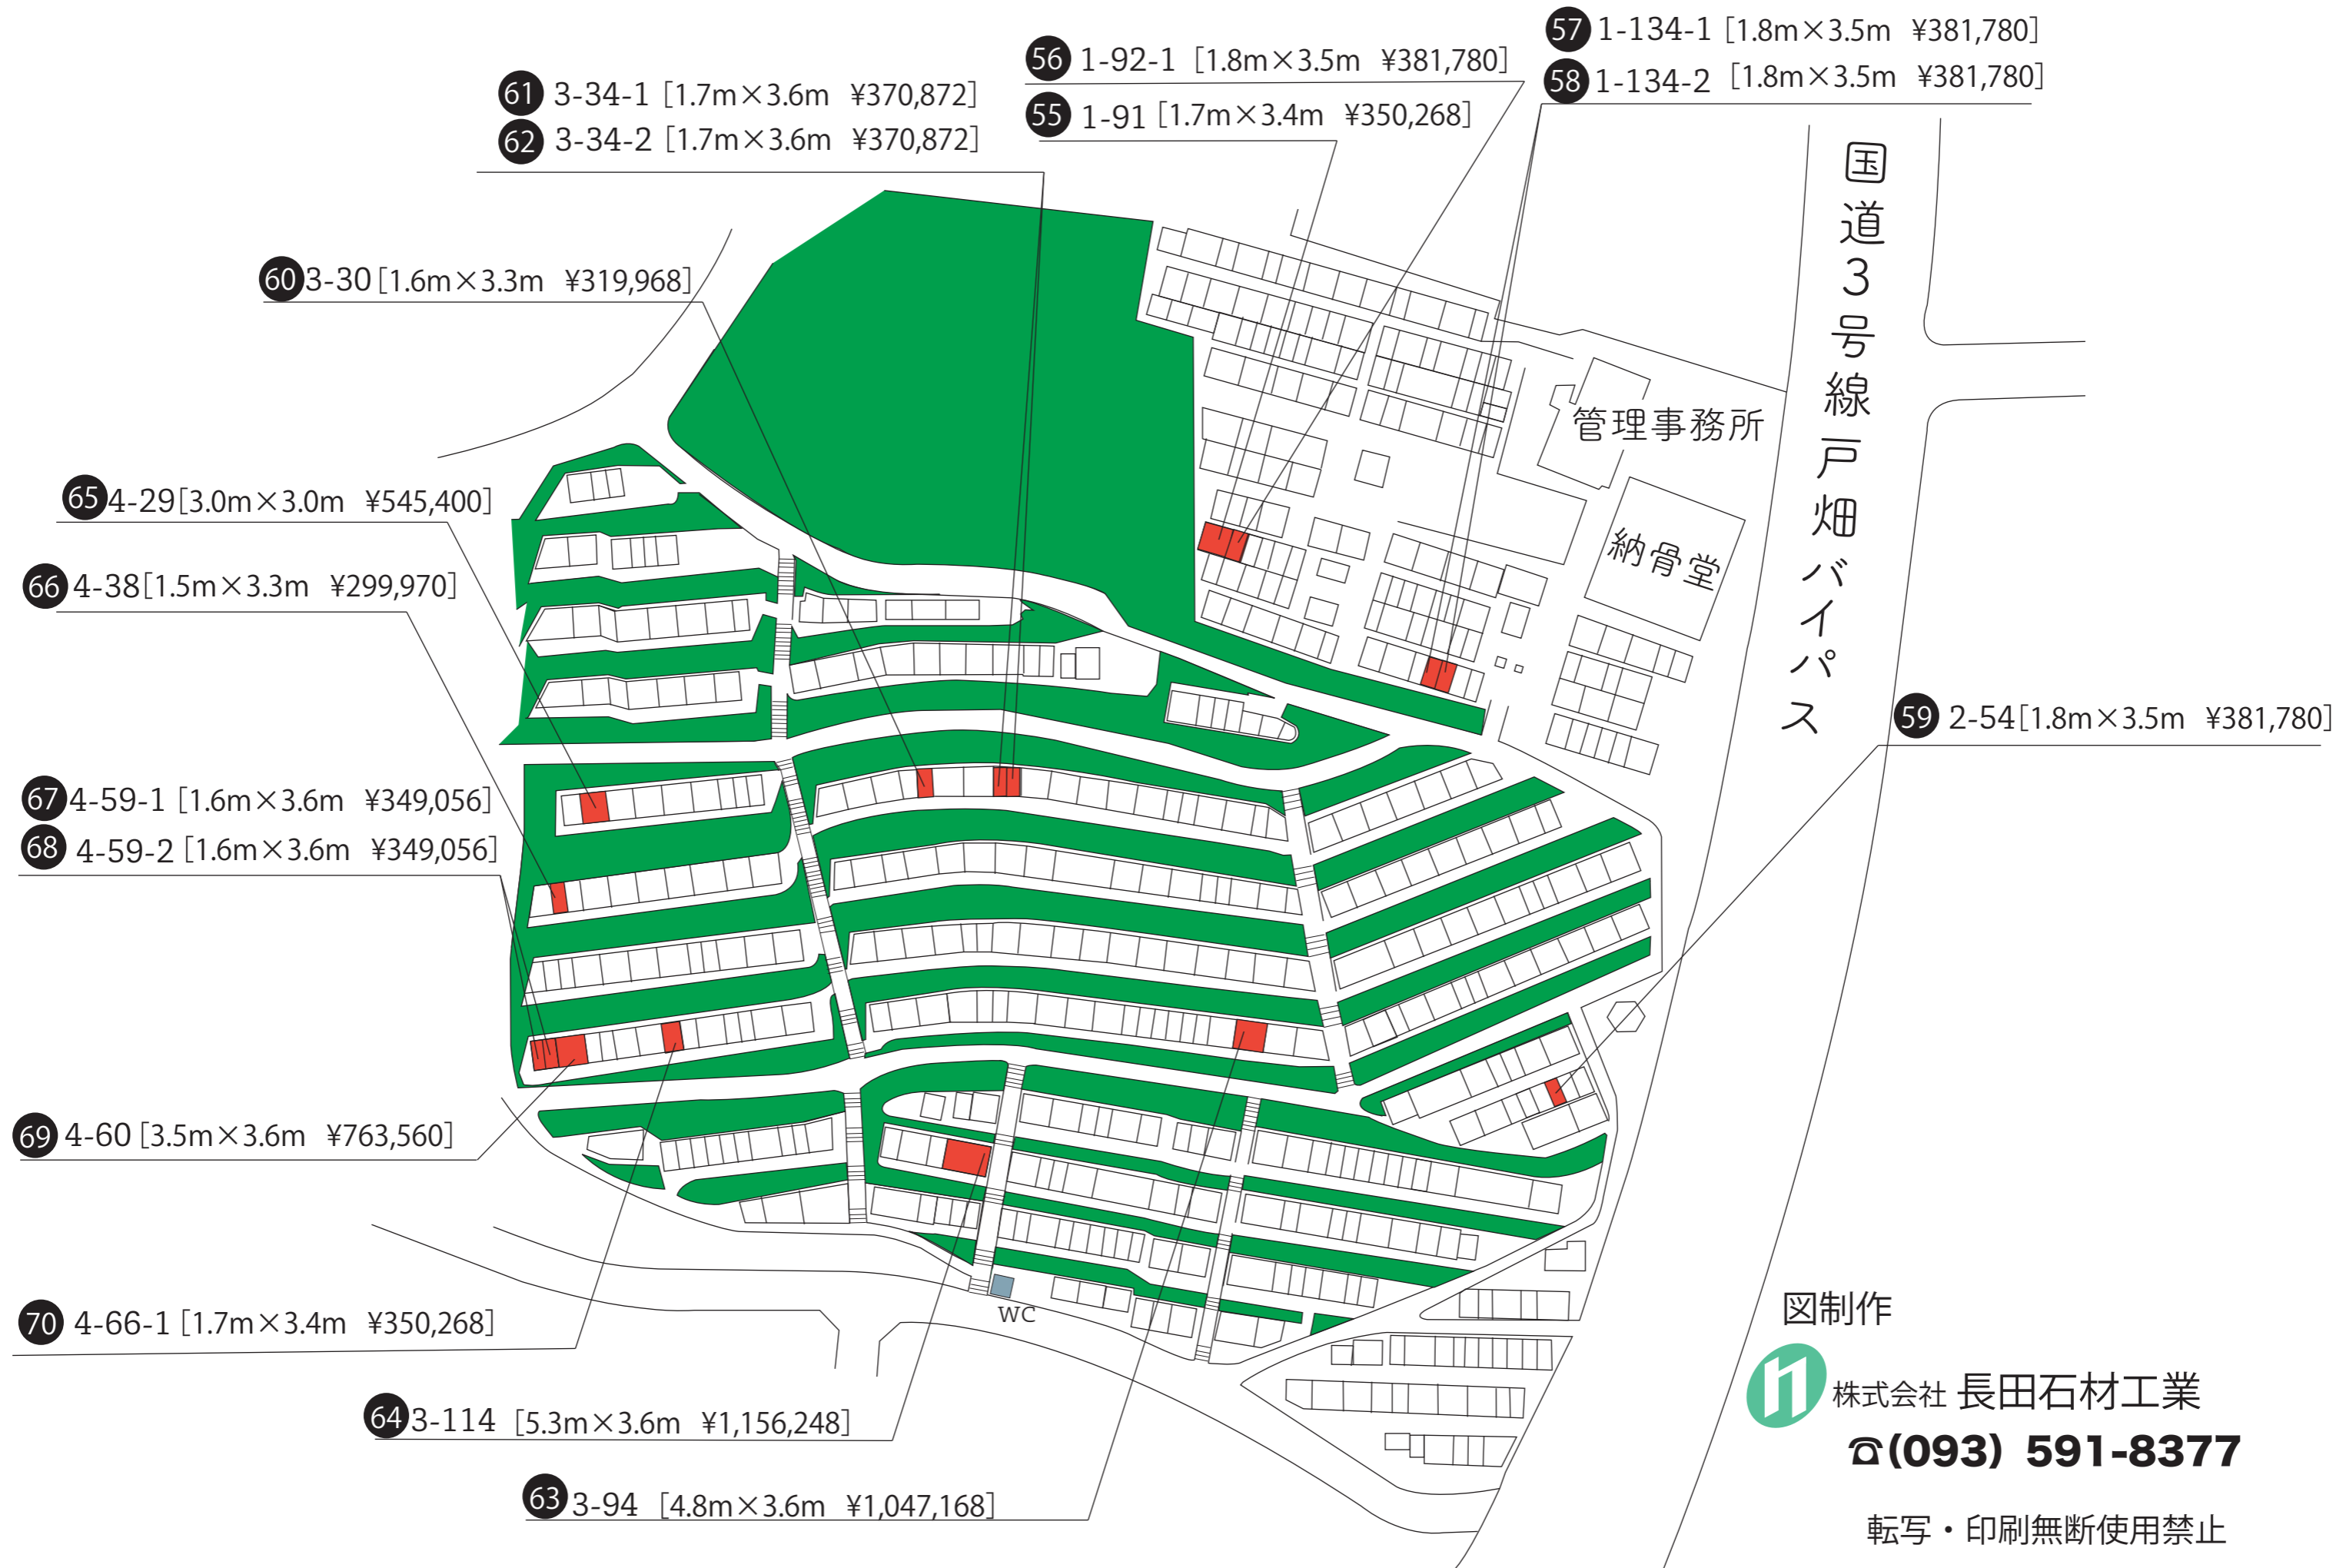 57 1-134-1 [1.8m×3.5m ¥381,780]
58 1-134-2 [1.8m×3.5m ¥381,780]
56 1-92-1 [1.8m×3.5m ¥381,780]
55 1-91 [1.7m×3.4m ¥350,268]
61 3-34-1 [1.7m×3.6m ¥370,872]
62 3-34-2 [1.7m×3.6m ¥370,872]
国道3号線戸畑バイパス
60 3-30 [1.6m×3.3m ¥319,968]
管理事務所
65 4-29 [3.0m×3.0m ¥545,400]
納骨堂
66 4-38 [1.5m×3.3m ¥299,970]
59 2-54 [1.8m×3.5m ¥381,780]
67 4-59-1 [1.6m×3.6m ¥349,056]
68 4-59-2 [1.6m×3.6m ¥349,056]
69 4-60 [3.5m×3.6m ¥763,560]
70 4-66-1 [1.7m×3.4m ¥350,268]
WC
64 3-114 [5.3m×3.6m ¥1,156,248]
63 3-94 [4.8m×3.6m ¥1,047,168]
図制作
株式会社 長田石材工業
☎(093) 591-8377
転写・印刷無断使用禁止